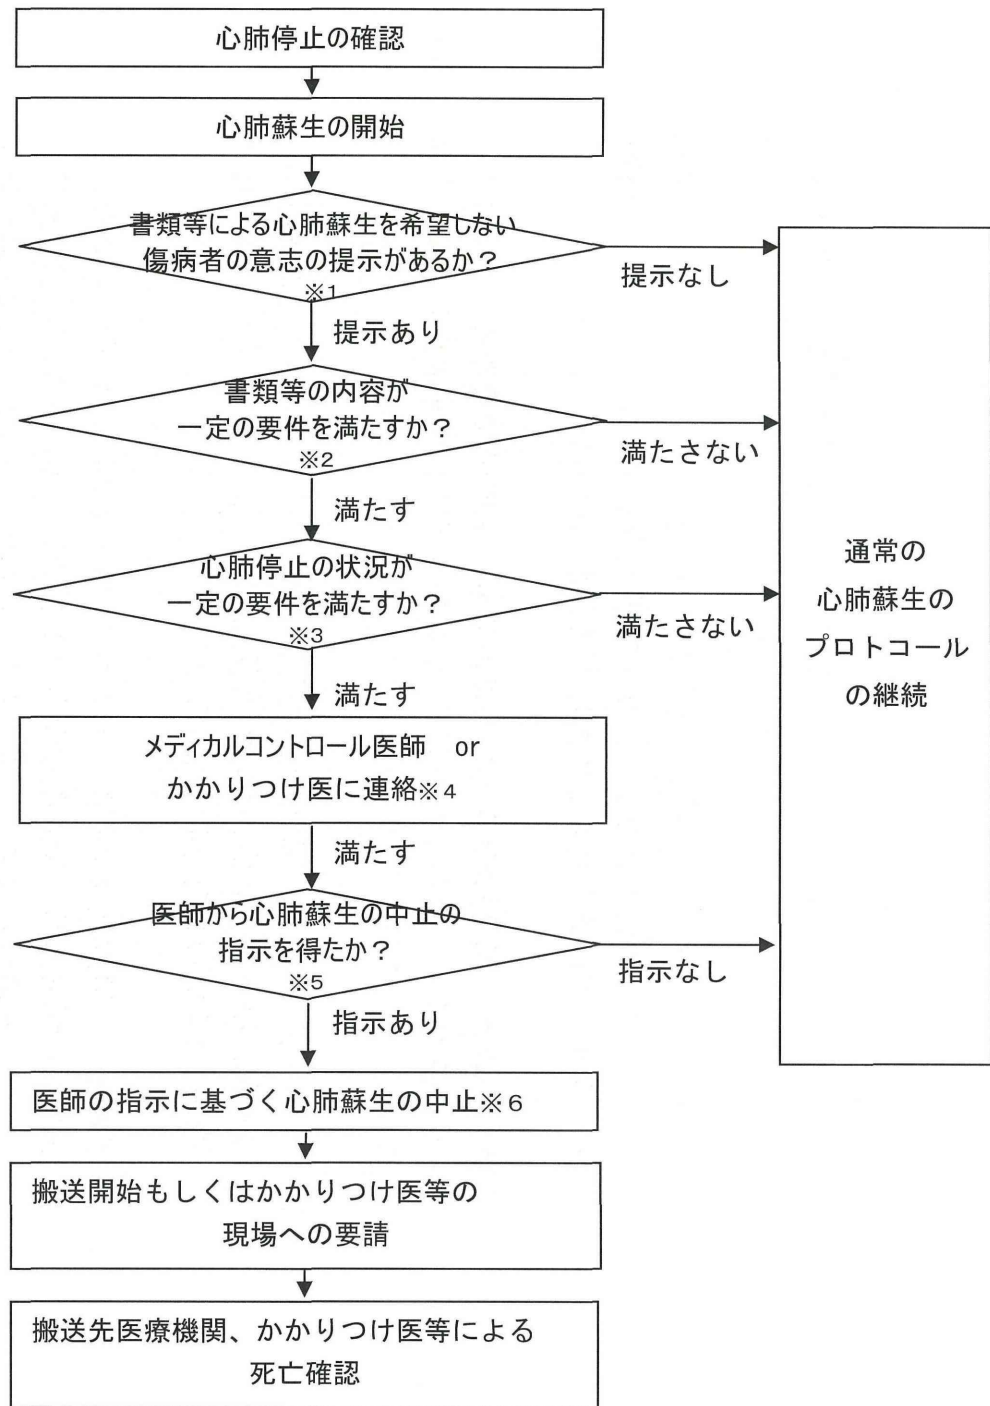 心肺停止の確認
心肺蘇生の開始
書類等による心肺蘇生を希望しない
傷病者の意志の提示があるか？
※1
提示なし
提示あり
書類等の内容が
一定の要件を満たすか？
※2
満たさない
満たす
心肺停止の状況が
一定の要件を満たすか？
※3
満たさない
満たす
メディカルコントロール医師　or
かかりつけ医に連絡※4
満たす
医師から心肺蘇生の中止の
指示を得たか？
※5
指示なし
指示あり
医師の指示に基づく心肺蘇生の中止※6
搬送開始もしくはかかりつけ医等の
現場への要請
搬送先医療機関、かかりつけ医等による
死亡確認
通常の
心肺蘇生の
プロトコール
の継続